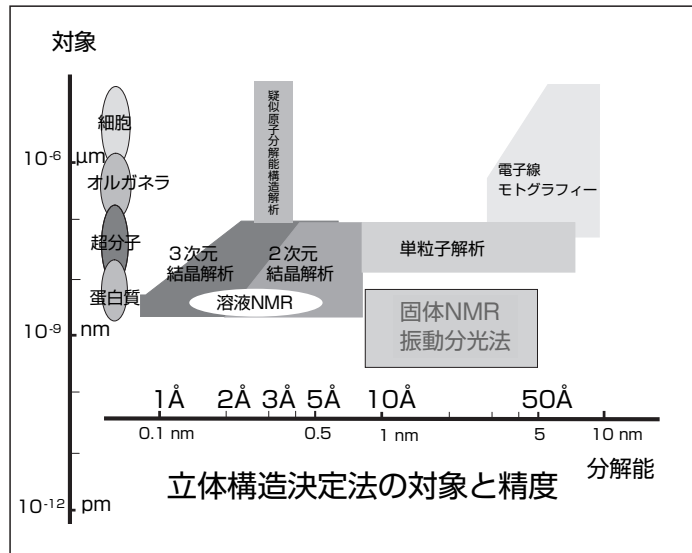 対象
細胞
10-6 μm
オルガネラ
超分子
蛋白質
10-9 nm
10-12 pm
疑似原子分解能構造解析
3次元
結晶解析
2次元
結晶解析
溶液NMR
単粒子解析
電子線
モトグラフィー
固体NMR
振動分光法
1Å 2Å 3Å 5Å 10Å 50Å
0.1 nm 0.5 1 nm 5 10 nm
分解能
立体構造決定法の対象と精度